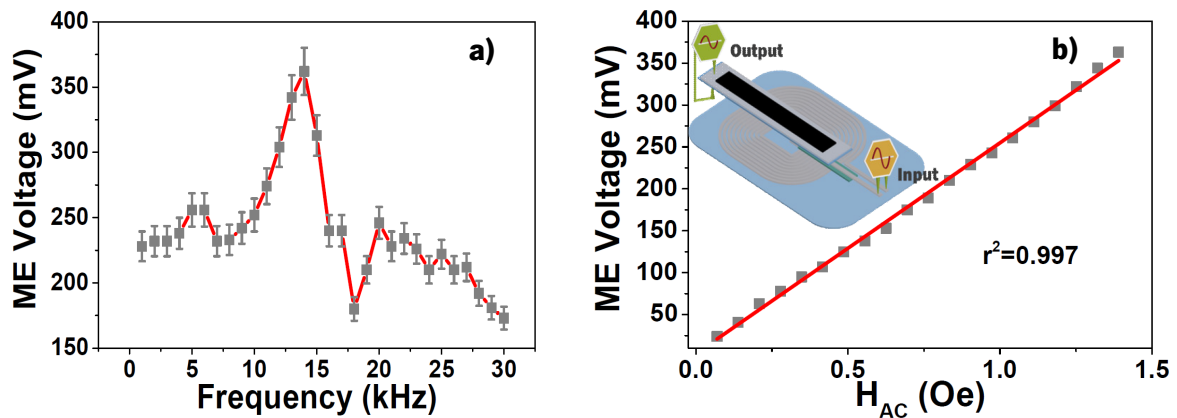 a)
ME Voltage (mV)
400
350
300
250
200
150
0 5 10 15 20 25 30
Frequency (kHz)
b)
ME Voltage (mV)
400
350
300
250
200
150
100
50
0.0 0.5 1.0 1.5
H_AC (Oe)
Output
Input
r²=0.997